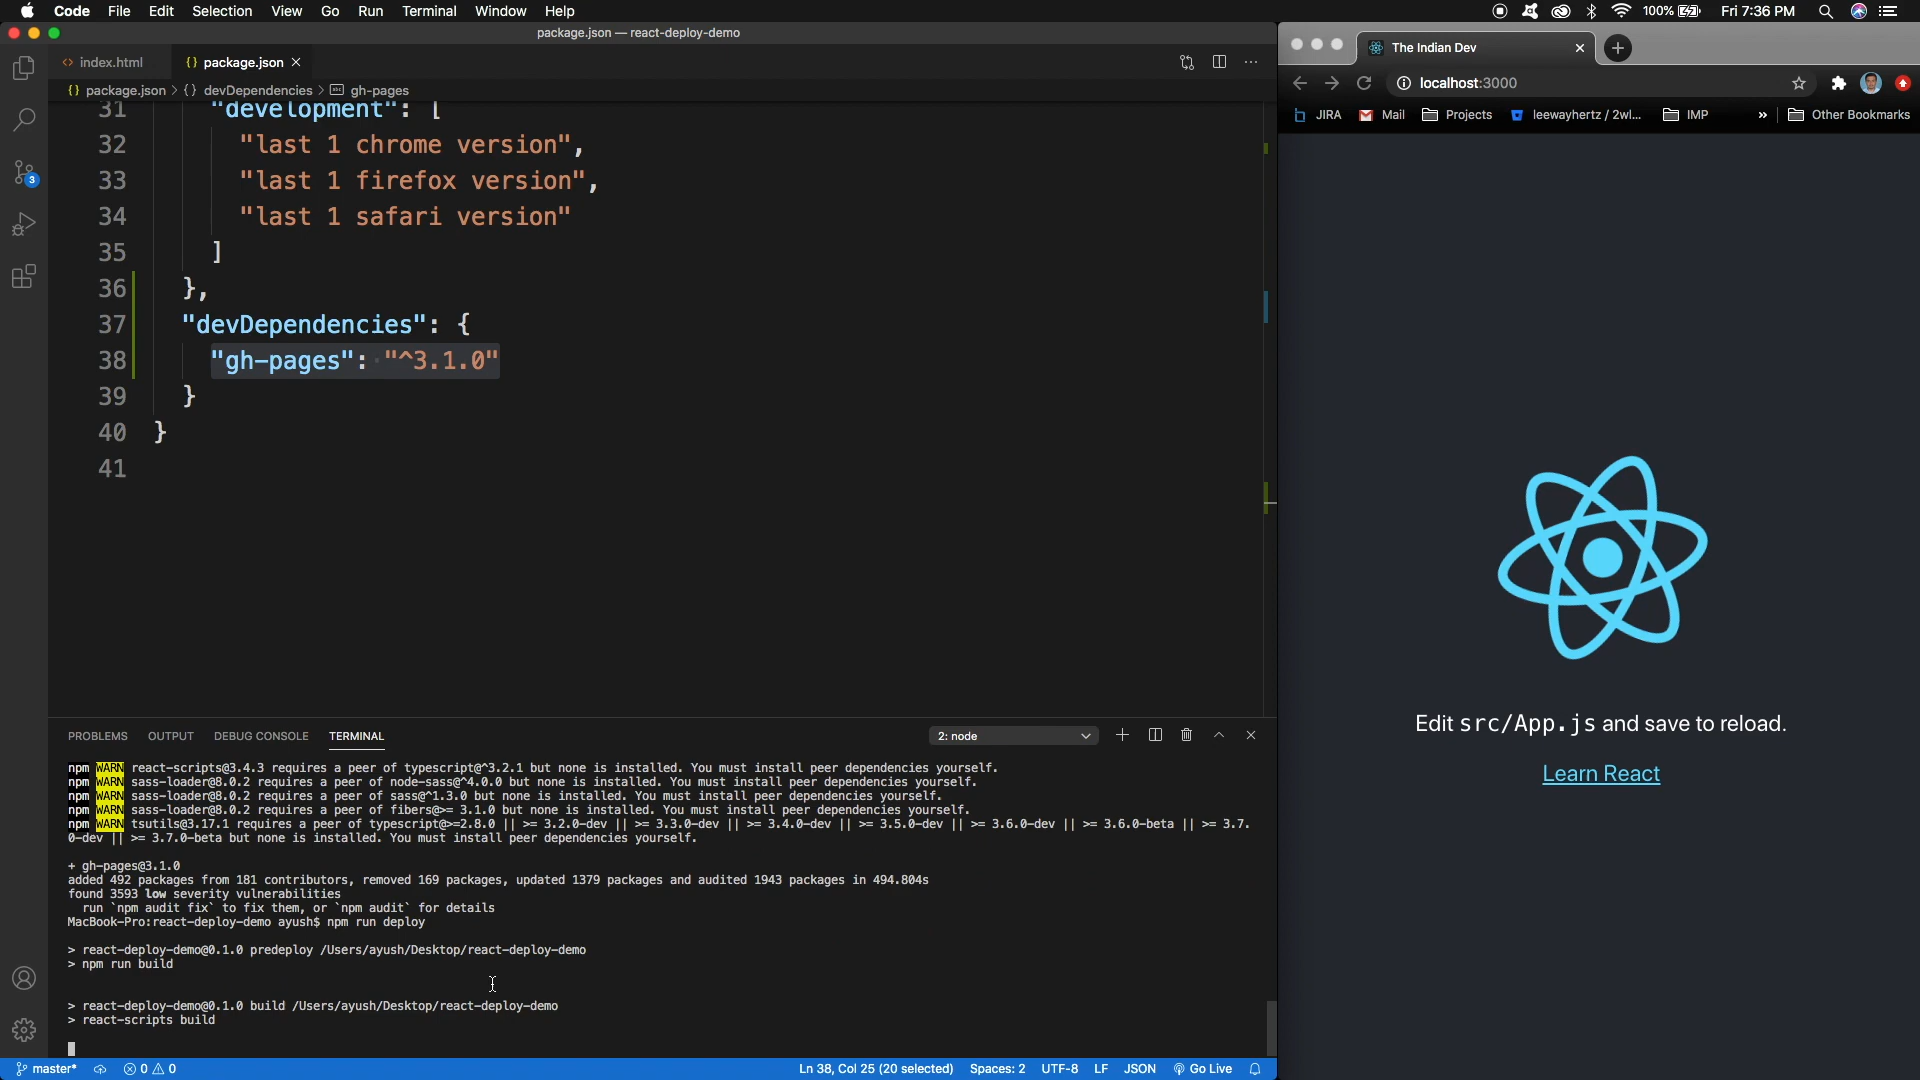 Code File Edit Selection View Go Run Terminal Window Help
100% Fri 7:36 PM
package.json — react-deploy-demo
<> index.html
{} package.json ×
{} package.json > {} devDependencies > gh-pages
31 "development": [
32 "last 1 chrome version",
33 "last 1 firefox version",
34 "last 1 safari version"
35 ]
36 },
37 "devDependencies": {
38 "gh-pages": "^3.1.0"
39 }
40 }
41
3
PROBLEMS OUTPUT DEBUG CONSOLE TERMINAL
2: node
npm WARN react-scripts@3.4.3 requires a peer of typescript@^3.2.1 but none is installed. You must install peer dependencies yourself.
npm WARN sass-loader@8.0.2 requires a peer of node-sass@^4.0.0 but none is installed. You must install peer dependencies yourself.
npm WARN sass-loader@8.0.2 requires a peer of sass@^1.3.0 but none is installed. You must install peer dependencies yourself.
npm WARN sass-loader@8.0.2 requires a peer of fibers@>= 3.1.0 but none is installed. You must install peer dependencies yourself.
npm WARN tsutils@3.17.1 requires a peer of typescript@>=2.8.0 || >= 3.2.0-dev || >= 3.3.0-dev || >= 3.4.0-dev || >= 3.5.0-dev || >= 3.6.0-dev || >= 3.6.0-beta || >= 3.7.
0-dev || >= 3.7.0-beta but none is installed. You must install peer dependencies yourself.
+ gh-pages@3.1.0
added 492 packages from 181 contributors, removed 169 packages, updated 1379 packages and audited 1943 packages in 494.804s
found 3593 low severity vulnerabilities
run `npm audit fix` to fix them, or `npm audit` for details
MacBook-Pro:react-deploy-demo ayush$ npm run deploy
> react-deploy-demo@0.1.0 predeploy /Users/ayush/Desktop/react-deploy-demo
> npm run build
> react-deploy-demo@0.1.0 build /Users/ayush/Desktop/react-deploy-demo
> react-scripts build
master* 0 0
Ln 38, Col 25 (20 selected) Spaces: 2 UTF-8 LF JSON Go Live
The Indian Dev
localhost:3000
JIRA Mail Projects leewayhertz / 2wl... IMP » Other Bookmarks
Edit src/App.js and save to reload.
Learn React